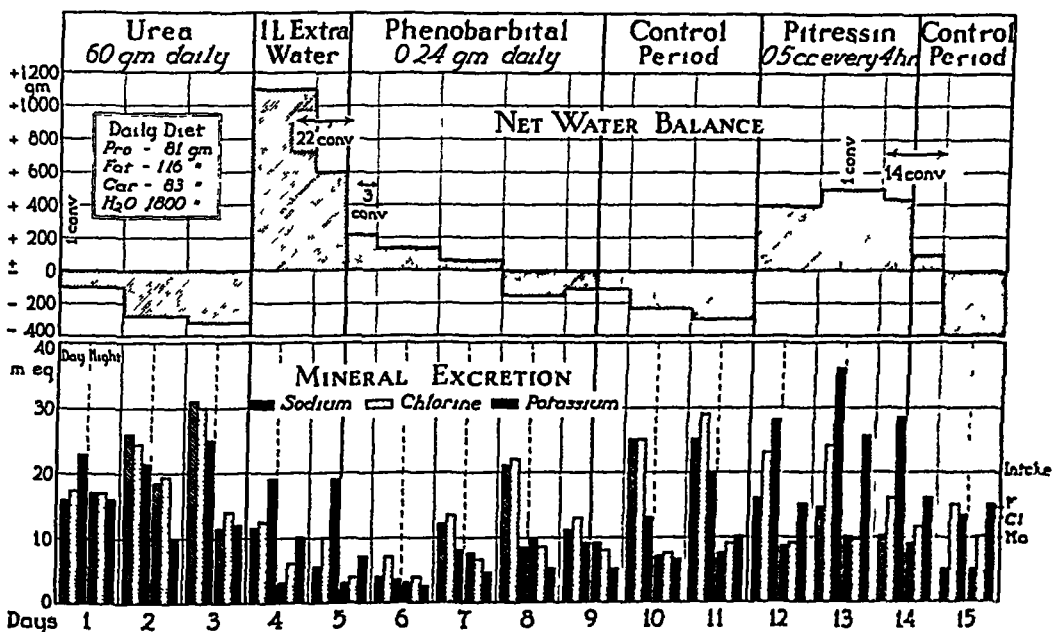 Urea
60 gm daily
1L Extra
Water
Phenobarbital
0.24 gm daily
Control
Period
Pitressin
0.5 cc every 4hr
Control
Period
+1200
gm
+1000
+ 800
+ 600
+ 400
+ 200
± 0
- 200
- 400
Daily Diet
Pro - 81 gm
Fat - 116 "
Car - 83 "
H2O 1800 "
NET WATER BALANCE
1 conv
22 conv
3
conv
1 conv
14 conv
40
m eq
30
20
10
0
Day Night
MINERAL EXCRETION
Sodium Chlorine Potassium
Intake
K
Cl
Na
Days 1 2 3 4 5 6 7 8 9 10 11 12 13 14 15